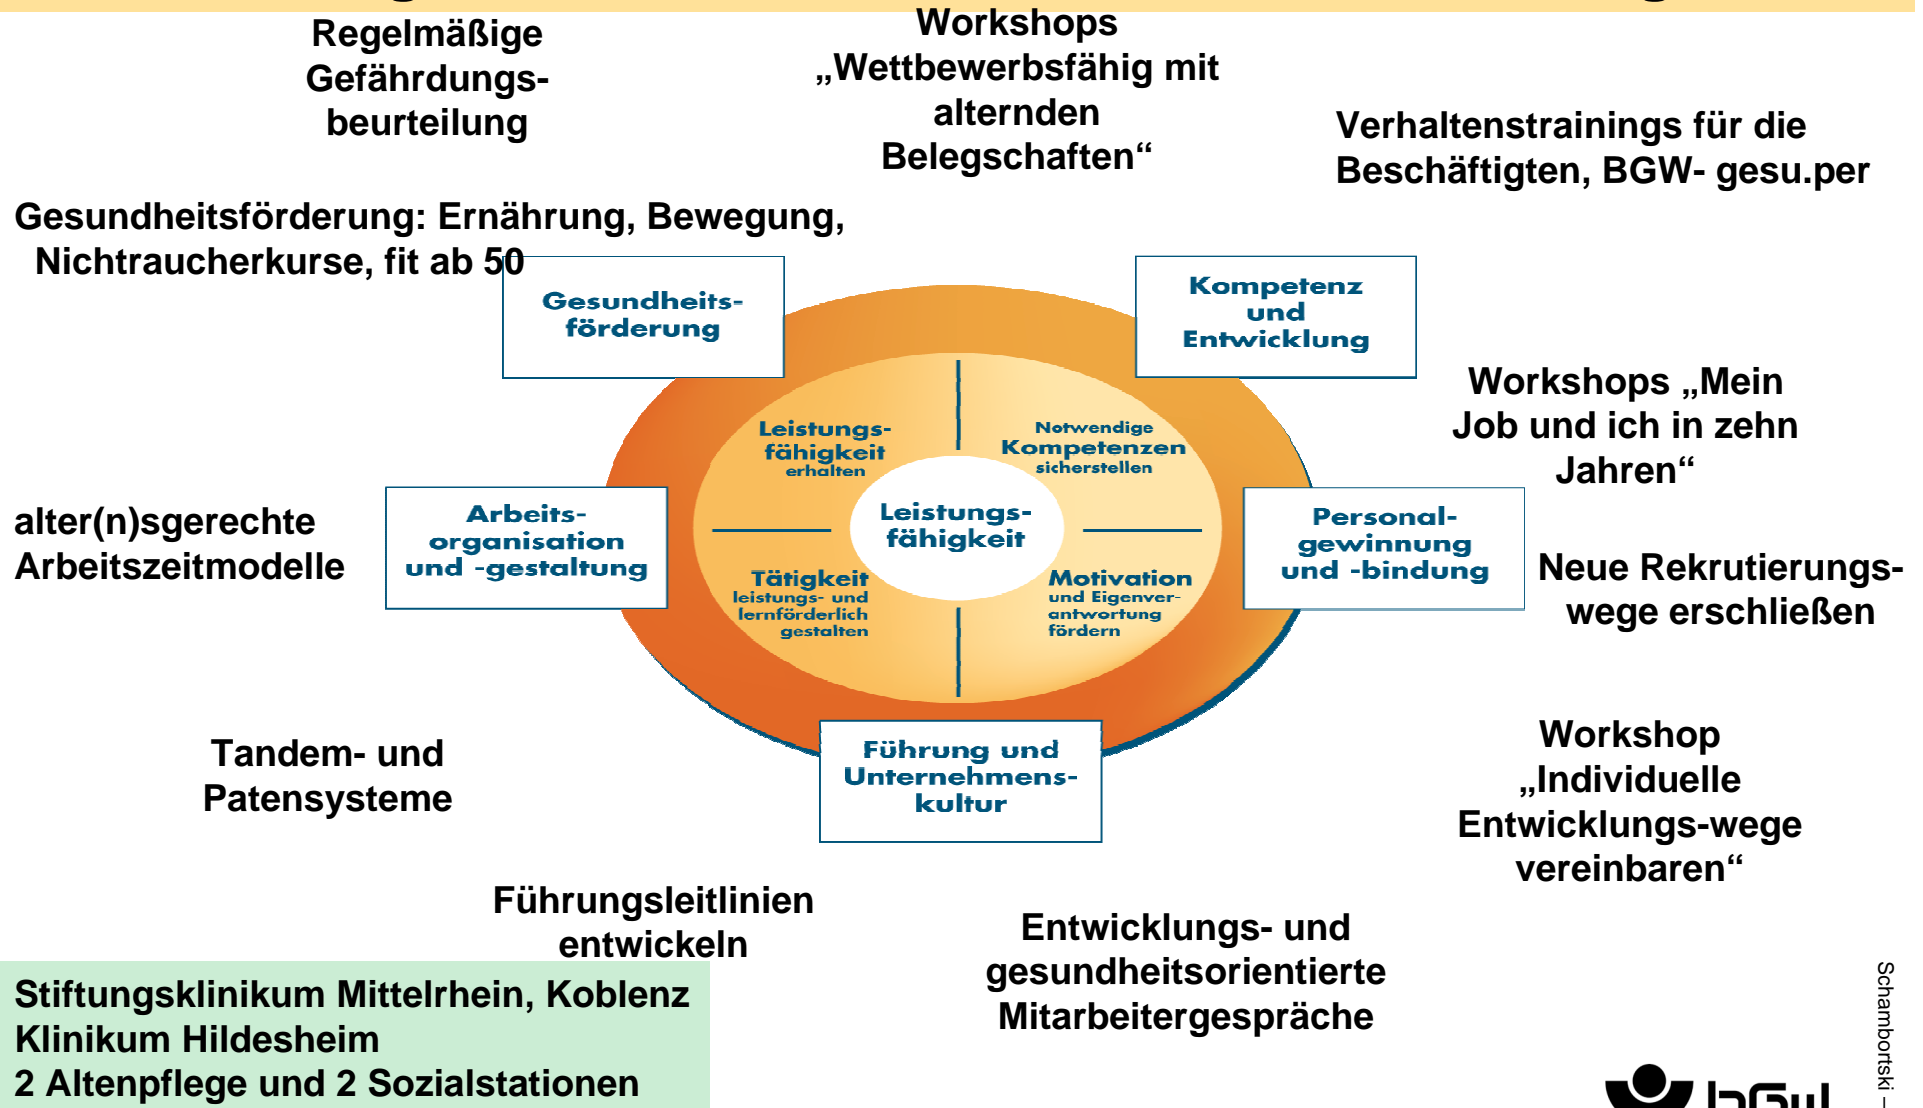 Regelmäßige
Gefährdungs-
beurteilung
Workshops
„Wettbewerbsfähig mit
alternden
Belegschaften“
Verhaltenstrainings für die
Beschäftigten, BGW- gesu.per
Gesundheitsförderung: Ernährung, Bewegung,
Nichtraucherkurse, fit ab 50
Gesundheits-
förderung
Kompetenz
und
Entwicklung
Workshops „Mein
Job und ich in zehn
Jahren“
Leistungs-
fähigkeit
erhalten
Notwendige
Kompetenzen
sicherstellen
alter(n)sgerechte
Arbeitszeitmodelle
Arbeits-
organisation
und -gestaltung
Leistungs-
fähigkeit
Personal-
gewinnung
und -bindung
Neue Rekrutierungs-
wege erschließen
Tätigkeit
leistungs- und
lernförderlich
gestalten
Motivation
und Eigenver-
antwortung
fördern
Tandem- und
Patensysteme
Führung und
Unternehmens-
kultur
Workshop
„Individuelle
Entwicklungs-wege
vereinbaren“
Führungsleitlinien
entwickeln
Entwicklungs- und
gesundheitsorientierte
Mitarbeitergespräche
Stiftungsklinikum Mittelrhein, Koblenz
Klinikum Hildesheim
2 Altenpflege und 2 Sozialstationen
Schambortski –
bGW